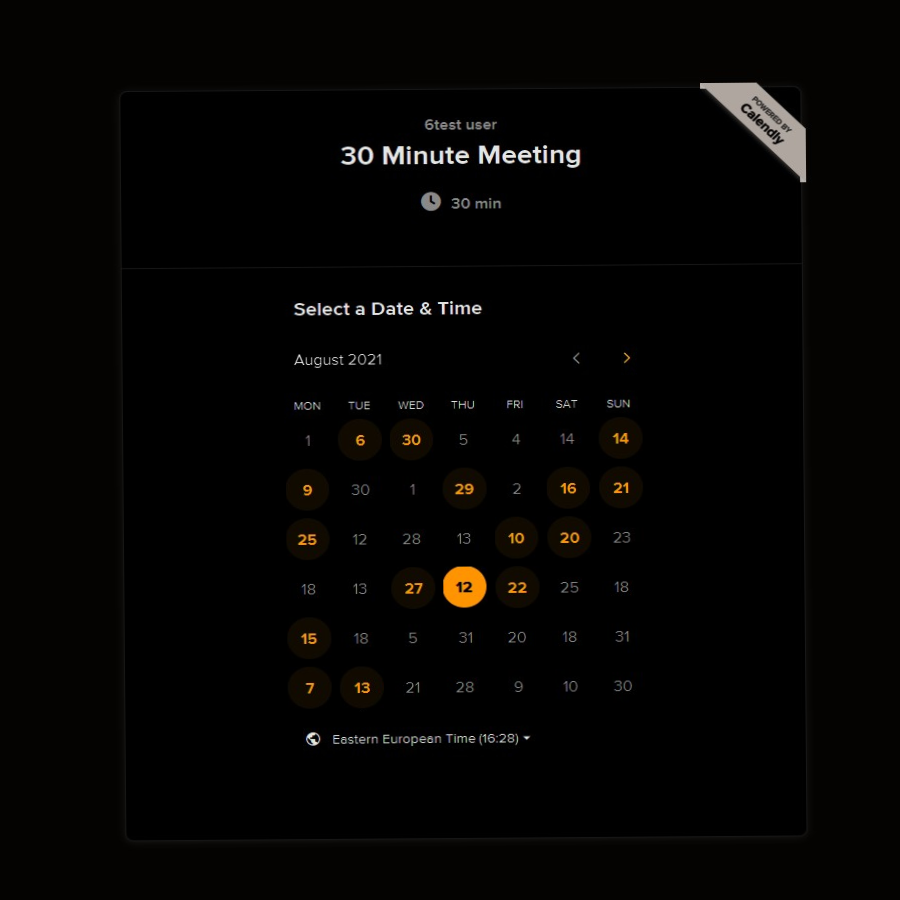 POWERED BY
Calendly
6test user
30 Minute Meeting
30 min
Select a Date & Time
August 2021
MON TUE WED THU FRI SAT SUN
1 6 30 5 4 14 14
9 30 1 29 2 16 21
25 12 28 13 10 20 23
18 13 27 12 22 25 18
15 18 5 31 20 18 31
7 13 21 28 9 10 30
Eastern European Time (16:28)